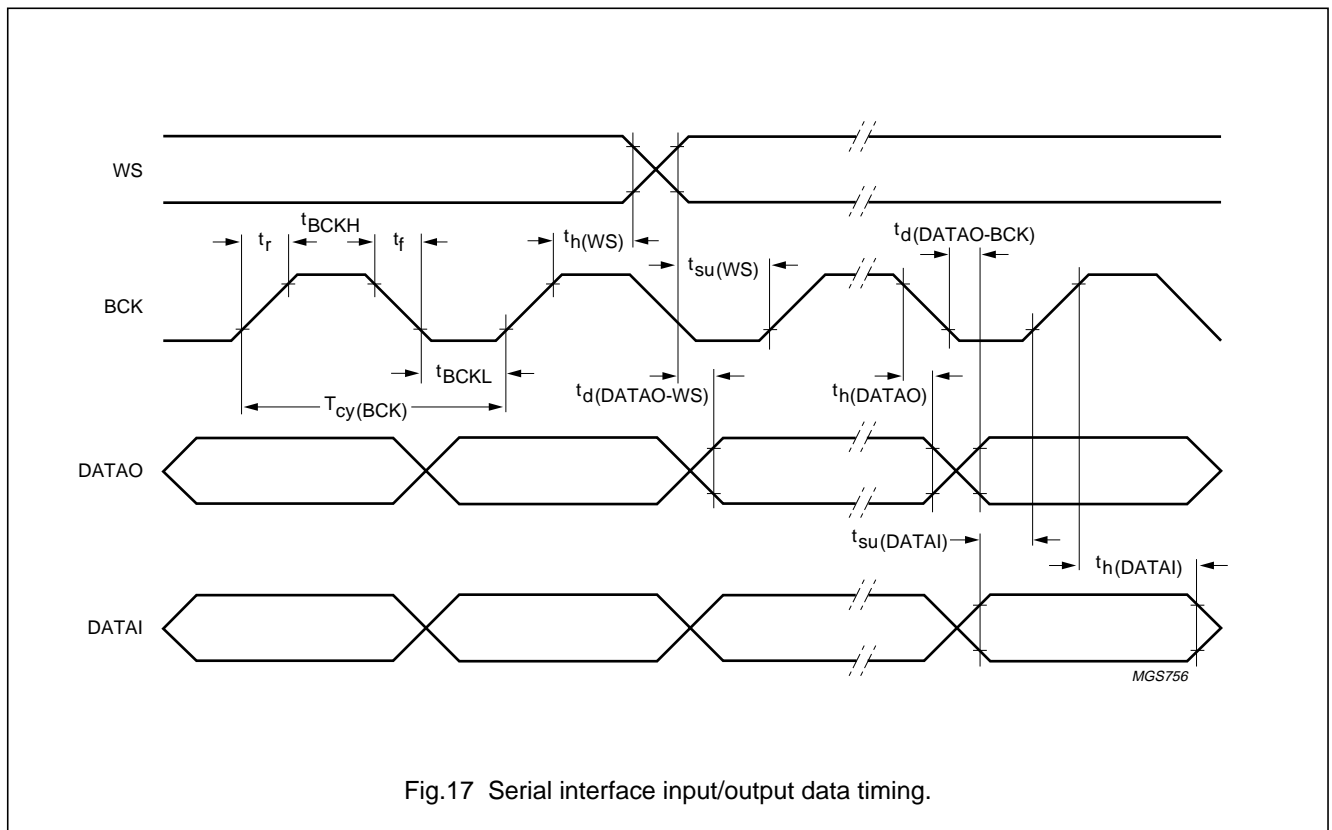 WS
tBCKH
tr
tf
th(WS)
td(DATAO-BCK)
tsu(WS)
BCK
tBCKL
Tcy(BCK)
td(DATAO-WS)
th(DATAO)
DATAO
tsu(DATAI)
th(DATAI)
DATAI
MGS756
Fig.17 Serial interface input/output data timing.